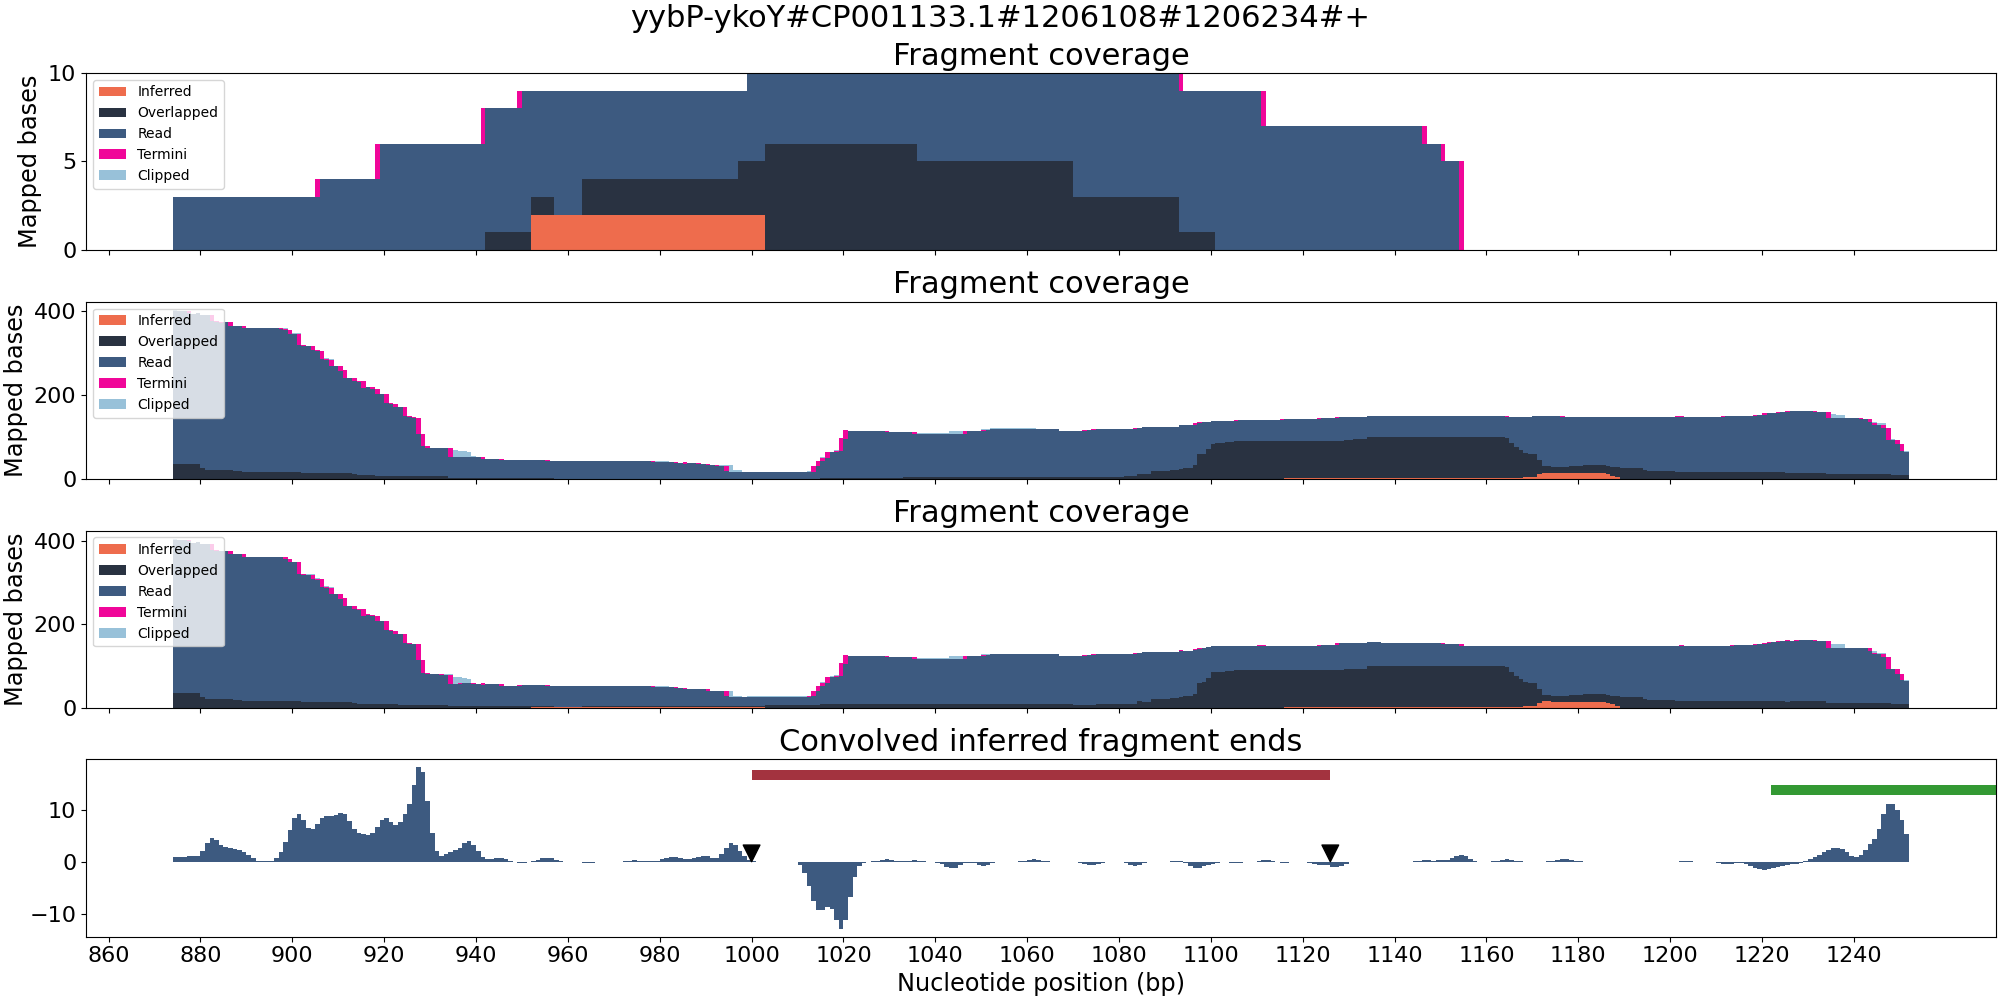 yybP-ykoY#CP001133.1#1206108#1206234#+
Fragment coverage
10
5
0
Mapped bases
Inferred
Overlapped
Read
Termini
Clipped
Fragment coverage
400
200
0
Mapped bases
Inferred
Overlapped
Read
Termini
Clipped
Fragment coverage
400
200
0
Mapped bases
Inferred
Overlapped
Read
Termini
Clipped
Convolved inferred fragment ends
10
0
−10
860 880 900 920 940 960 980 1000 1020 1040 1060 1080 1100 1120 1140 1160 1180 1200 1220 1240
Nucleotide position (bp)